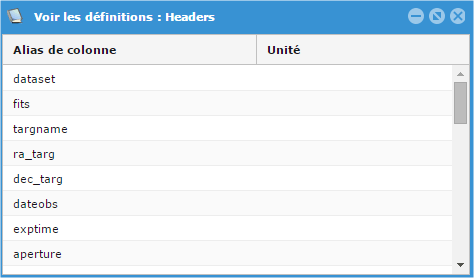 Voir les définitions : Headers
Alias de colonne Unité
dataset
fits
targname
ra_targ
dec_targ
dateobs
exptime
aperture